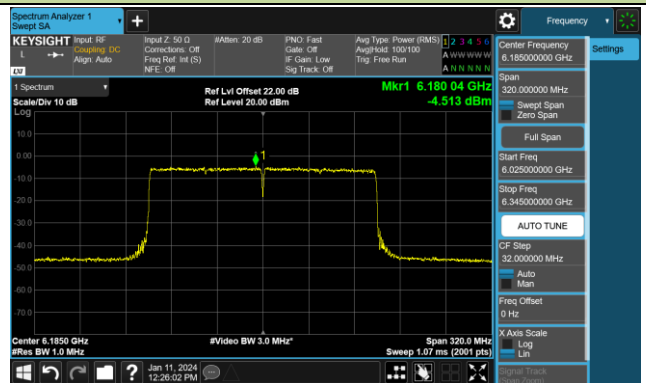 Spectrum Analyzer 1
Swept SA
Frequency
KEYSIGHT
L
LXI
Input: RF
Coupling: DC
Align: Auto
Input Z: 50 Ω
Corrections: Off
Freq Ref: Int (S)
NFE: Off
#Atten: 20 dB
PNO: Fast
Gate: Off
IF Gain: Low
Sig Track: Off
Avg Type: Power (RMS)
Avg|Hold: 100/100
Trig: Free Run
1 2 3 4 5 6
A W W W W W
A N N N N N
1 Spectrum
Scale/Div 10 dB
Log
Ref Lvl Offset 22.00 dB
Ref Level 20.00 dBm
Mkr1 6.180 04 GHz
-4.513 dBm
10.0
0.00
-10.0
-20.0
-30.0
-40.0
-50.0
-60.0
-70.0
1
Center 6.1850 GHz
#Res BW 1.0 MHz
#Video BW 3.0 MHz*
Span 320.0 MHz
Sweep 1.07 ms (2001 pts)
Jan 11, 2024
12:26:02 PM
Center Frequency
6.185000000 GHz
Settings
Span
320.000000 MHz
Swept Span
Zero Span
Full Span
Start Freq
6.025000000 GHz
Stop Freq
6.345000000 GHz
AUTO TUNE
CF Step
32.000000 MHz
Auto
Man
Freq Offset
0 Hz
X Axis Scale
Log
Lin
Signal Track
(Span Zoom)